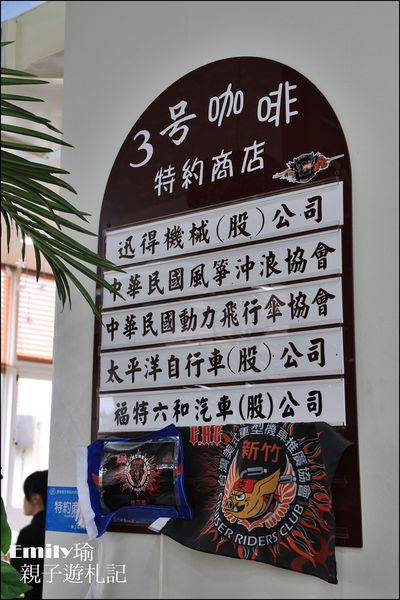 3号咖啡
特約商店
迅得機械(股)公司
中華民國風箏沖浪協會
中華民國動力飛行傘協會
太平洋自行車(股)公司
福特六和汽車(股)公司
新竹
特約商
Emily瑜
親子遊札記